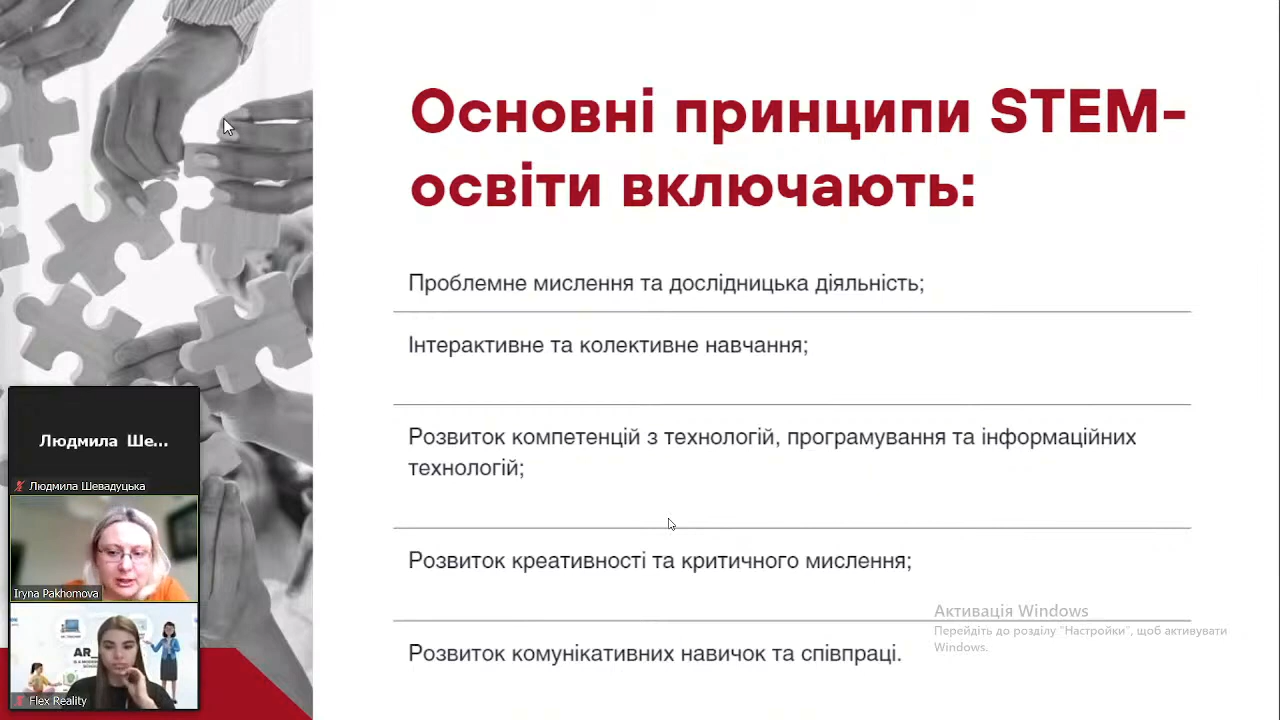 Основні принципи STEM-
освіти включають:
Проблемне мислення та дослідницька діяльність;
Інтерактивне та колективне навчання;
Розвиток компетенцій з технологій, програмування та інформаційних
технологій;
Розвиток креативності та критичного мислення;
Розвиток комунікативних навичок та співпраці.
Активація Windows
Перейдіть до розділу "Настройки", щоб активувати
Windows.
Людмила Ше...
Людмила Шевадуцька
Iryna Pakhomova
AR_
Flex Reality